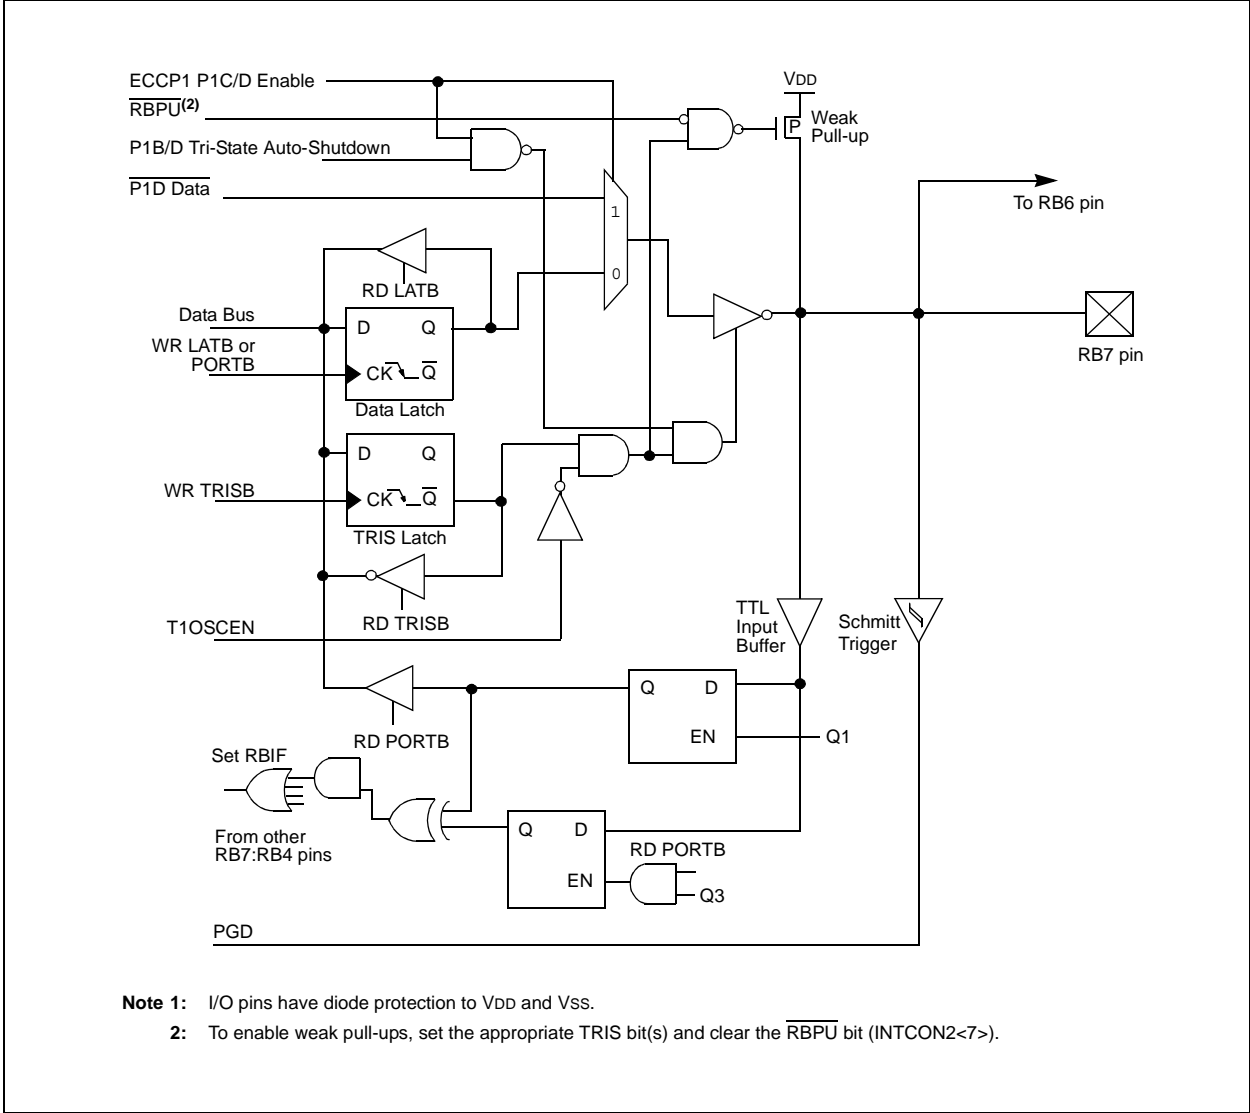 ECCP1 P1C/D Enable
RBPU(2)
P1B/D Tri-State Auto-Shutdown
P1D Data
VDD
P
Weak
Pull-up
To RB6 pin
1
0
RD LATB
Data Bus
WR LATB or
PORTB
D Q
CK Q
Data Latch
RB7 pin
D Q
WR TRISB
CK Q
TRIS Latch
RD TRISB
T1OSCEN
TTL
Input
Buffer
Schmitt
Trigger
Q D
EN
Q1
RD PORTB
Set RBIF
From other
RB7:RB4 pins
Q D
EN
RD PORTB
Q3
PGD
Note 1: I/O pins have diode protection to VDD and VSS.
2: To enable weak pull-ups, set the appropriate TRIS bit(s) and clear the RBPU bit (INTCON2<7>).